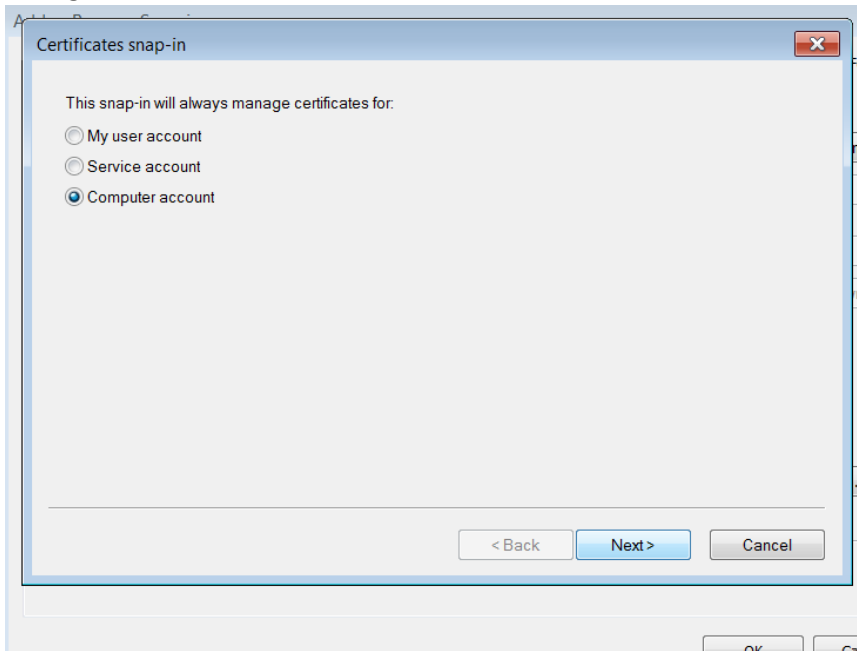 Certificates snap-in
This snap-in will always manage certificates for:
My user account
Service account
Computer account
< Back
Next >
Cancel
OK